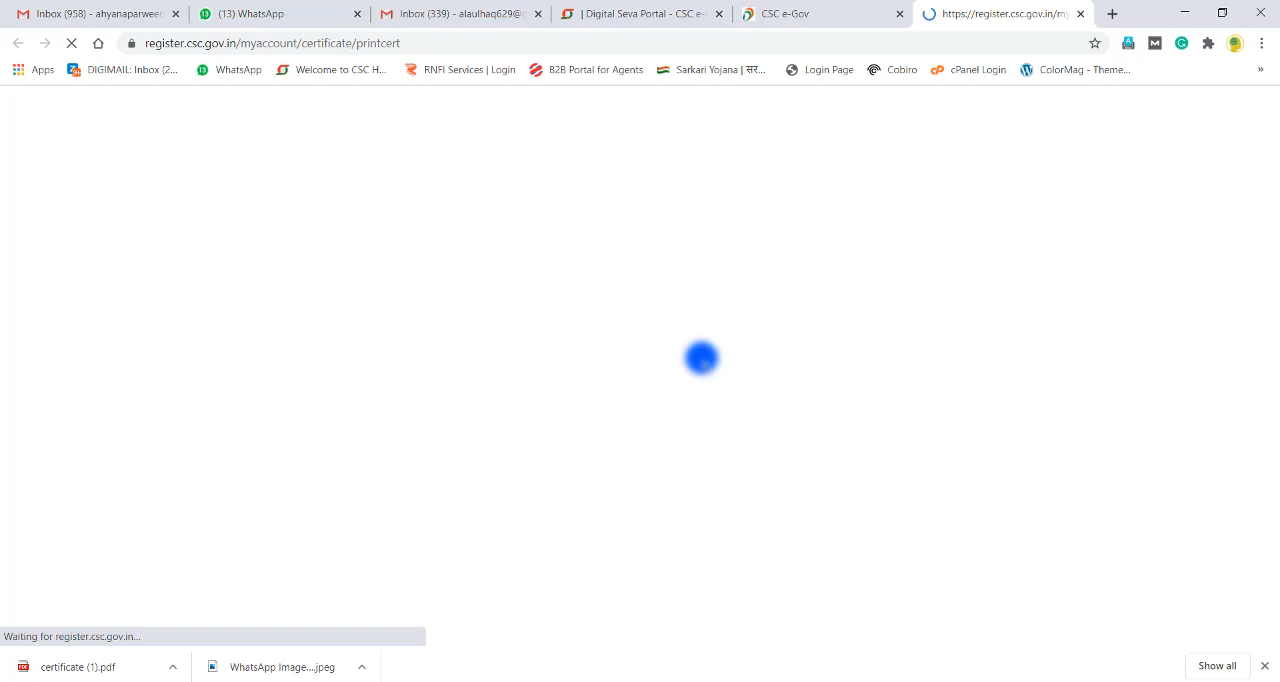 Inbox (958) - ahyanaparween
(13) WhatsApp
Inbox (339) - alaulhaq629@g
| Digital Seva Portal - CSC e-G
CSC e-Gov
https://register.csc.gov.in/my
register.csc.gov.in/myaccount/certificate/printcert
Apps
DIGIMAIL: Inbox (2...
WhatsApp
Welcome to CSC H...
RNFI Services | Login
B2B Portal for Agents
Sarkari Yojana | सर...
Login Page
Cobiro
cPanel Login
ColorMag - Theme...
»
Waiting for register.csc.gov.in...
certificate (1).pdf
WhatsApp Image....jpeg
Show all